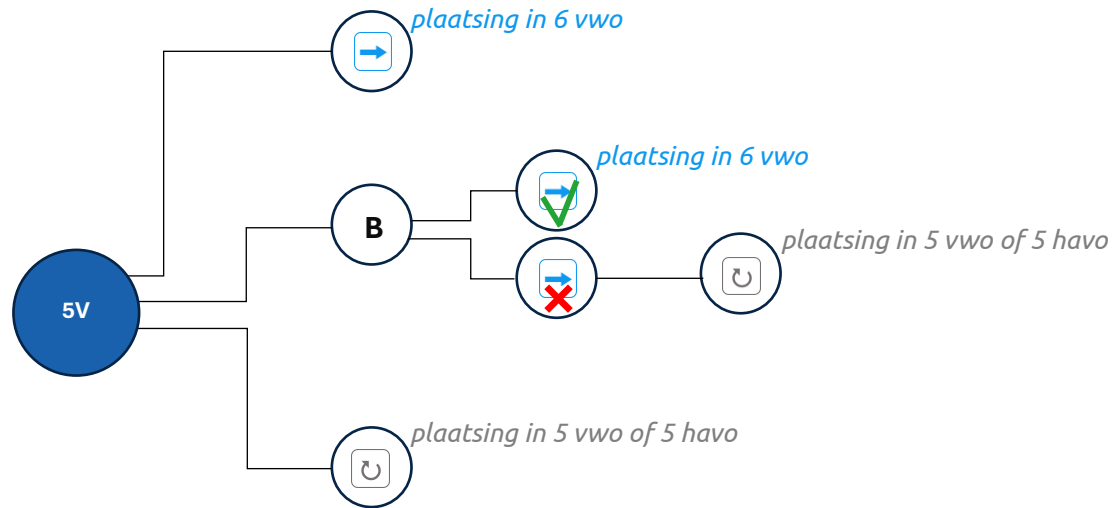 plaatsing in 6 vwo
plaatsing in 6 vwo
B
plaatsing in 5 vwo of 5 havo
5V
plaatsing in 5 vwo of 5 havo